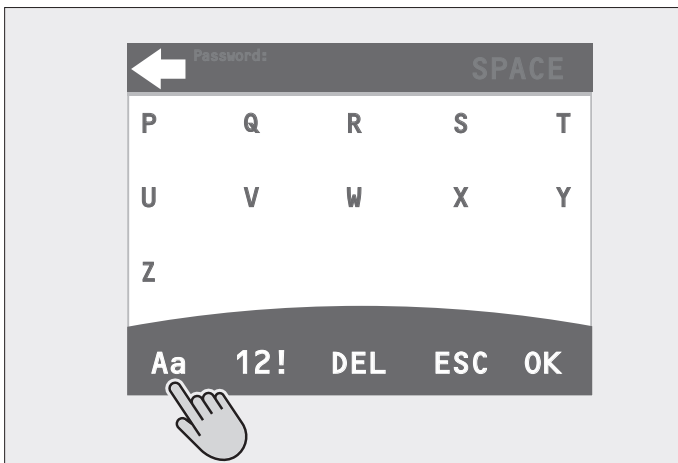 Password:
SPACE
P Q R S T
U V W X Y
Z
Aa 12! DEL ESC OK